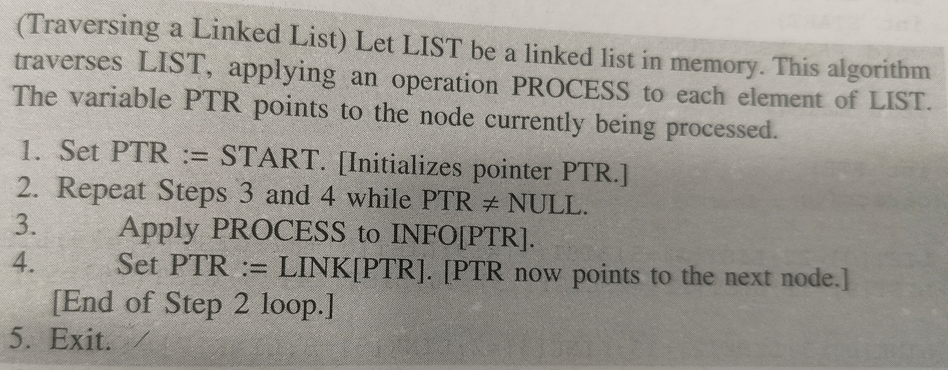 (Traversing a Linked List) Let LIST be a linked list in memory. This algorithm
traverses LIST, applying an operation PROCESS to each element of LIST.
The variable PTR points to the node currently being processed.
1. Set PTR := START. [Initializes pointer PTR.]
2. Repeat Steps 3 and 4 while PTR ≠ NULL.
3. Apply PROCESS to INFO[PTR].
4. Set PTR := LINK[PTR]. [PTR now points to the next node.]
[End of Step 2 loop.]
5. Exit.